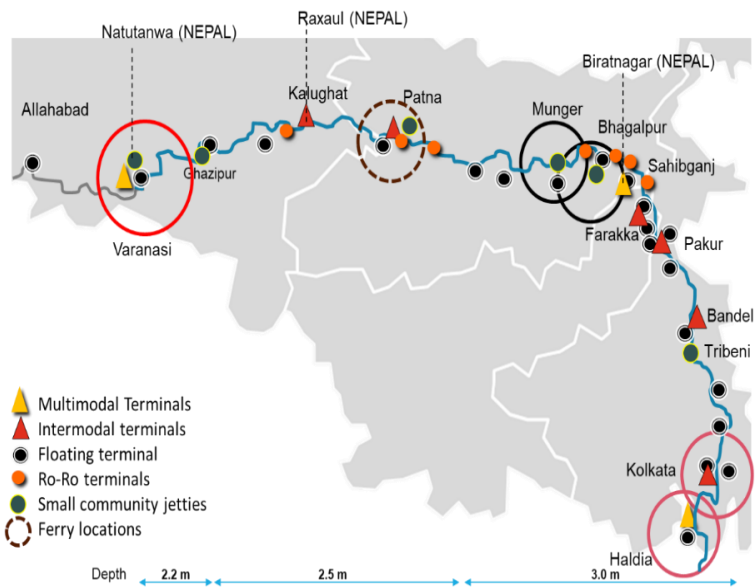 Natutanwa (NEPAL)
Raxaul (NEPAL)
Biratnagar (NEPAL)
Allahabad
Kalughat
Patna
Munger
Bhagalpur
Ghazipur
Sahibganj
Varanasi
Farakka
Pakur
Bandel
Tribeni
Multimodal Terminals
Intermodal terminals
Floating terminal
Ro-Ro terminals
Small community jetties
Ferry locations
Kolkata
Haldia
Depth 2.2 m 2.5 m 3.0 m